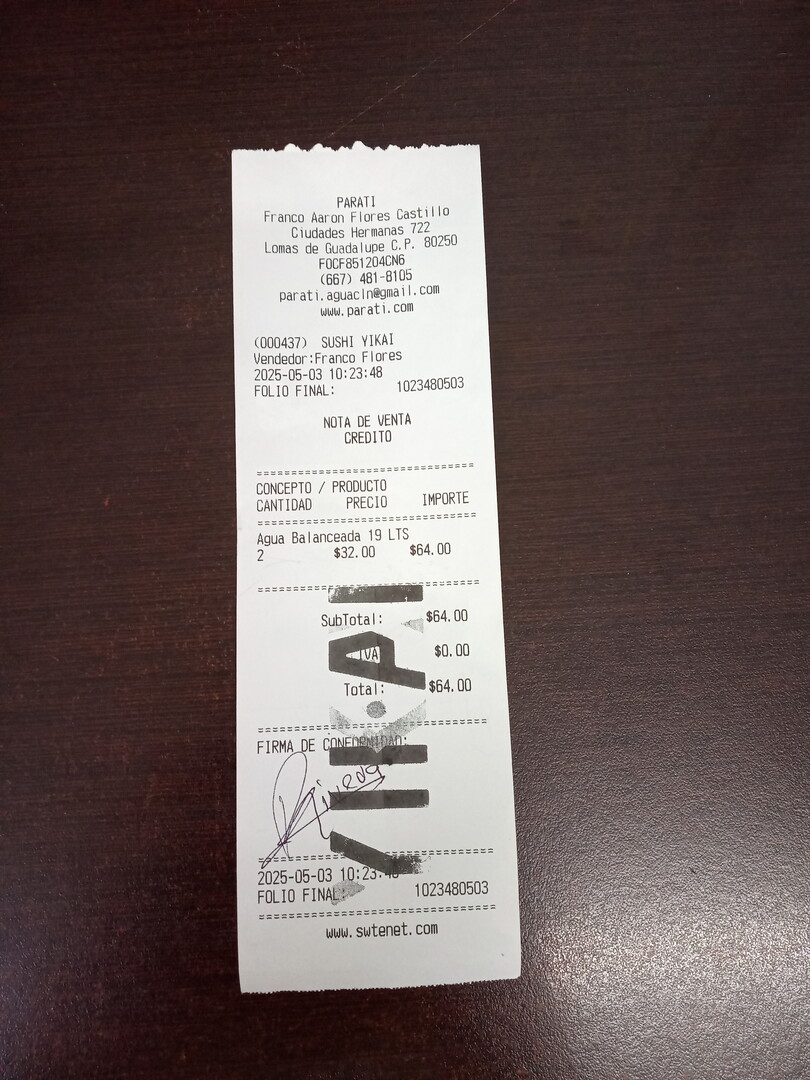 PARATI
Franco Aaron Flores Castillo
Ciudades Hermanas 722
Lomas de Guadalupe C.P. 80250
FOCF851204CN6
(667) 481-8105
parati.aguacln@gmail.com
www.parati.com
(000437) SUSHI YIKAI
Vendedor:Franco Flores
2025-05-03 10:23:48
FOLIO FINAL: 1023480503
NOTA DE VENTA
CREDITO
CONCEPTO / PRODUCTO
CANTIDAD PRECIO IMPORTE
Agua Balanceada 19 LTS
2 $32.00 $64.00
SubTotal: $64.00
IVA $0.00
Total: $64.00
FIRMA DE CONFORMIDAD:
YIKAI
2025-05-03 10:23:48
FOLIO FINAL: 1023480503
www.swtenet.com